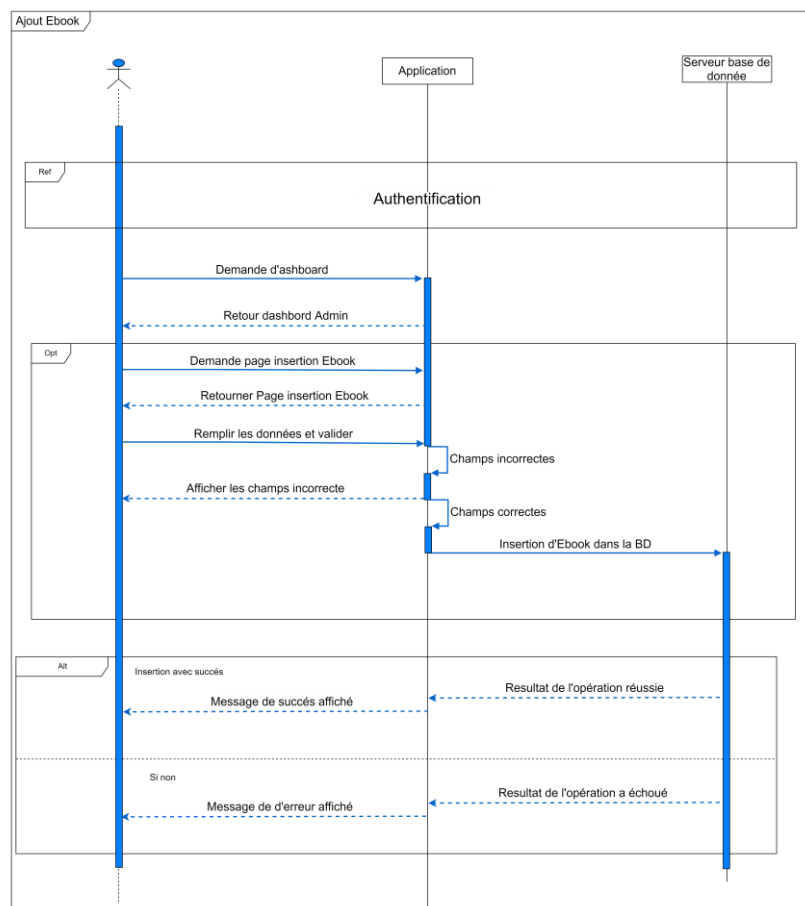 Ajout Ebook
Application
Serveur base de
donnée
Ref
Authentification
Demande d'ashboard
Retour dashbord Admin
Opt
Demande page insertion Ebook
Retourner Page insertion Ebook
Remplir les données et valider
Champs incorrectes
Afficher les champs incorrecte
Champs correctes
Insertion d'Ebook dans la BD
Alt
Insertion avec succés
Resultat de l'opération réussie
Message de succés affiché
Si non
Resultat de l'opération a échoué
Message de d'erreur affiché